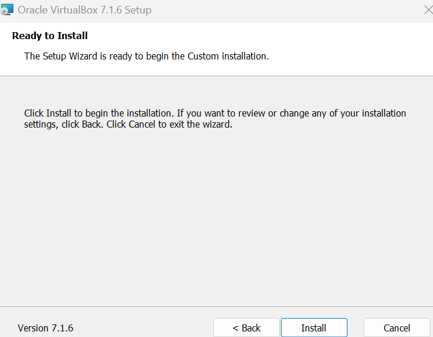 Oracle VirtualBox 7.1.6 Setup
Ready to Install
The Setup Wizard is ready to begin the Custom installation.
Click Install to begin the installation. If you want to review or change any of your installation
settings, click Back. Click Cancel to exit the wizard.
Version 7.1.6
< Back
Install
Cancel